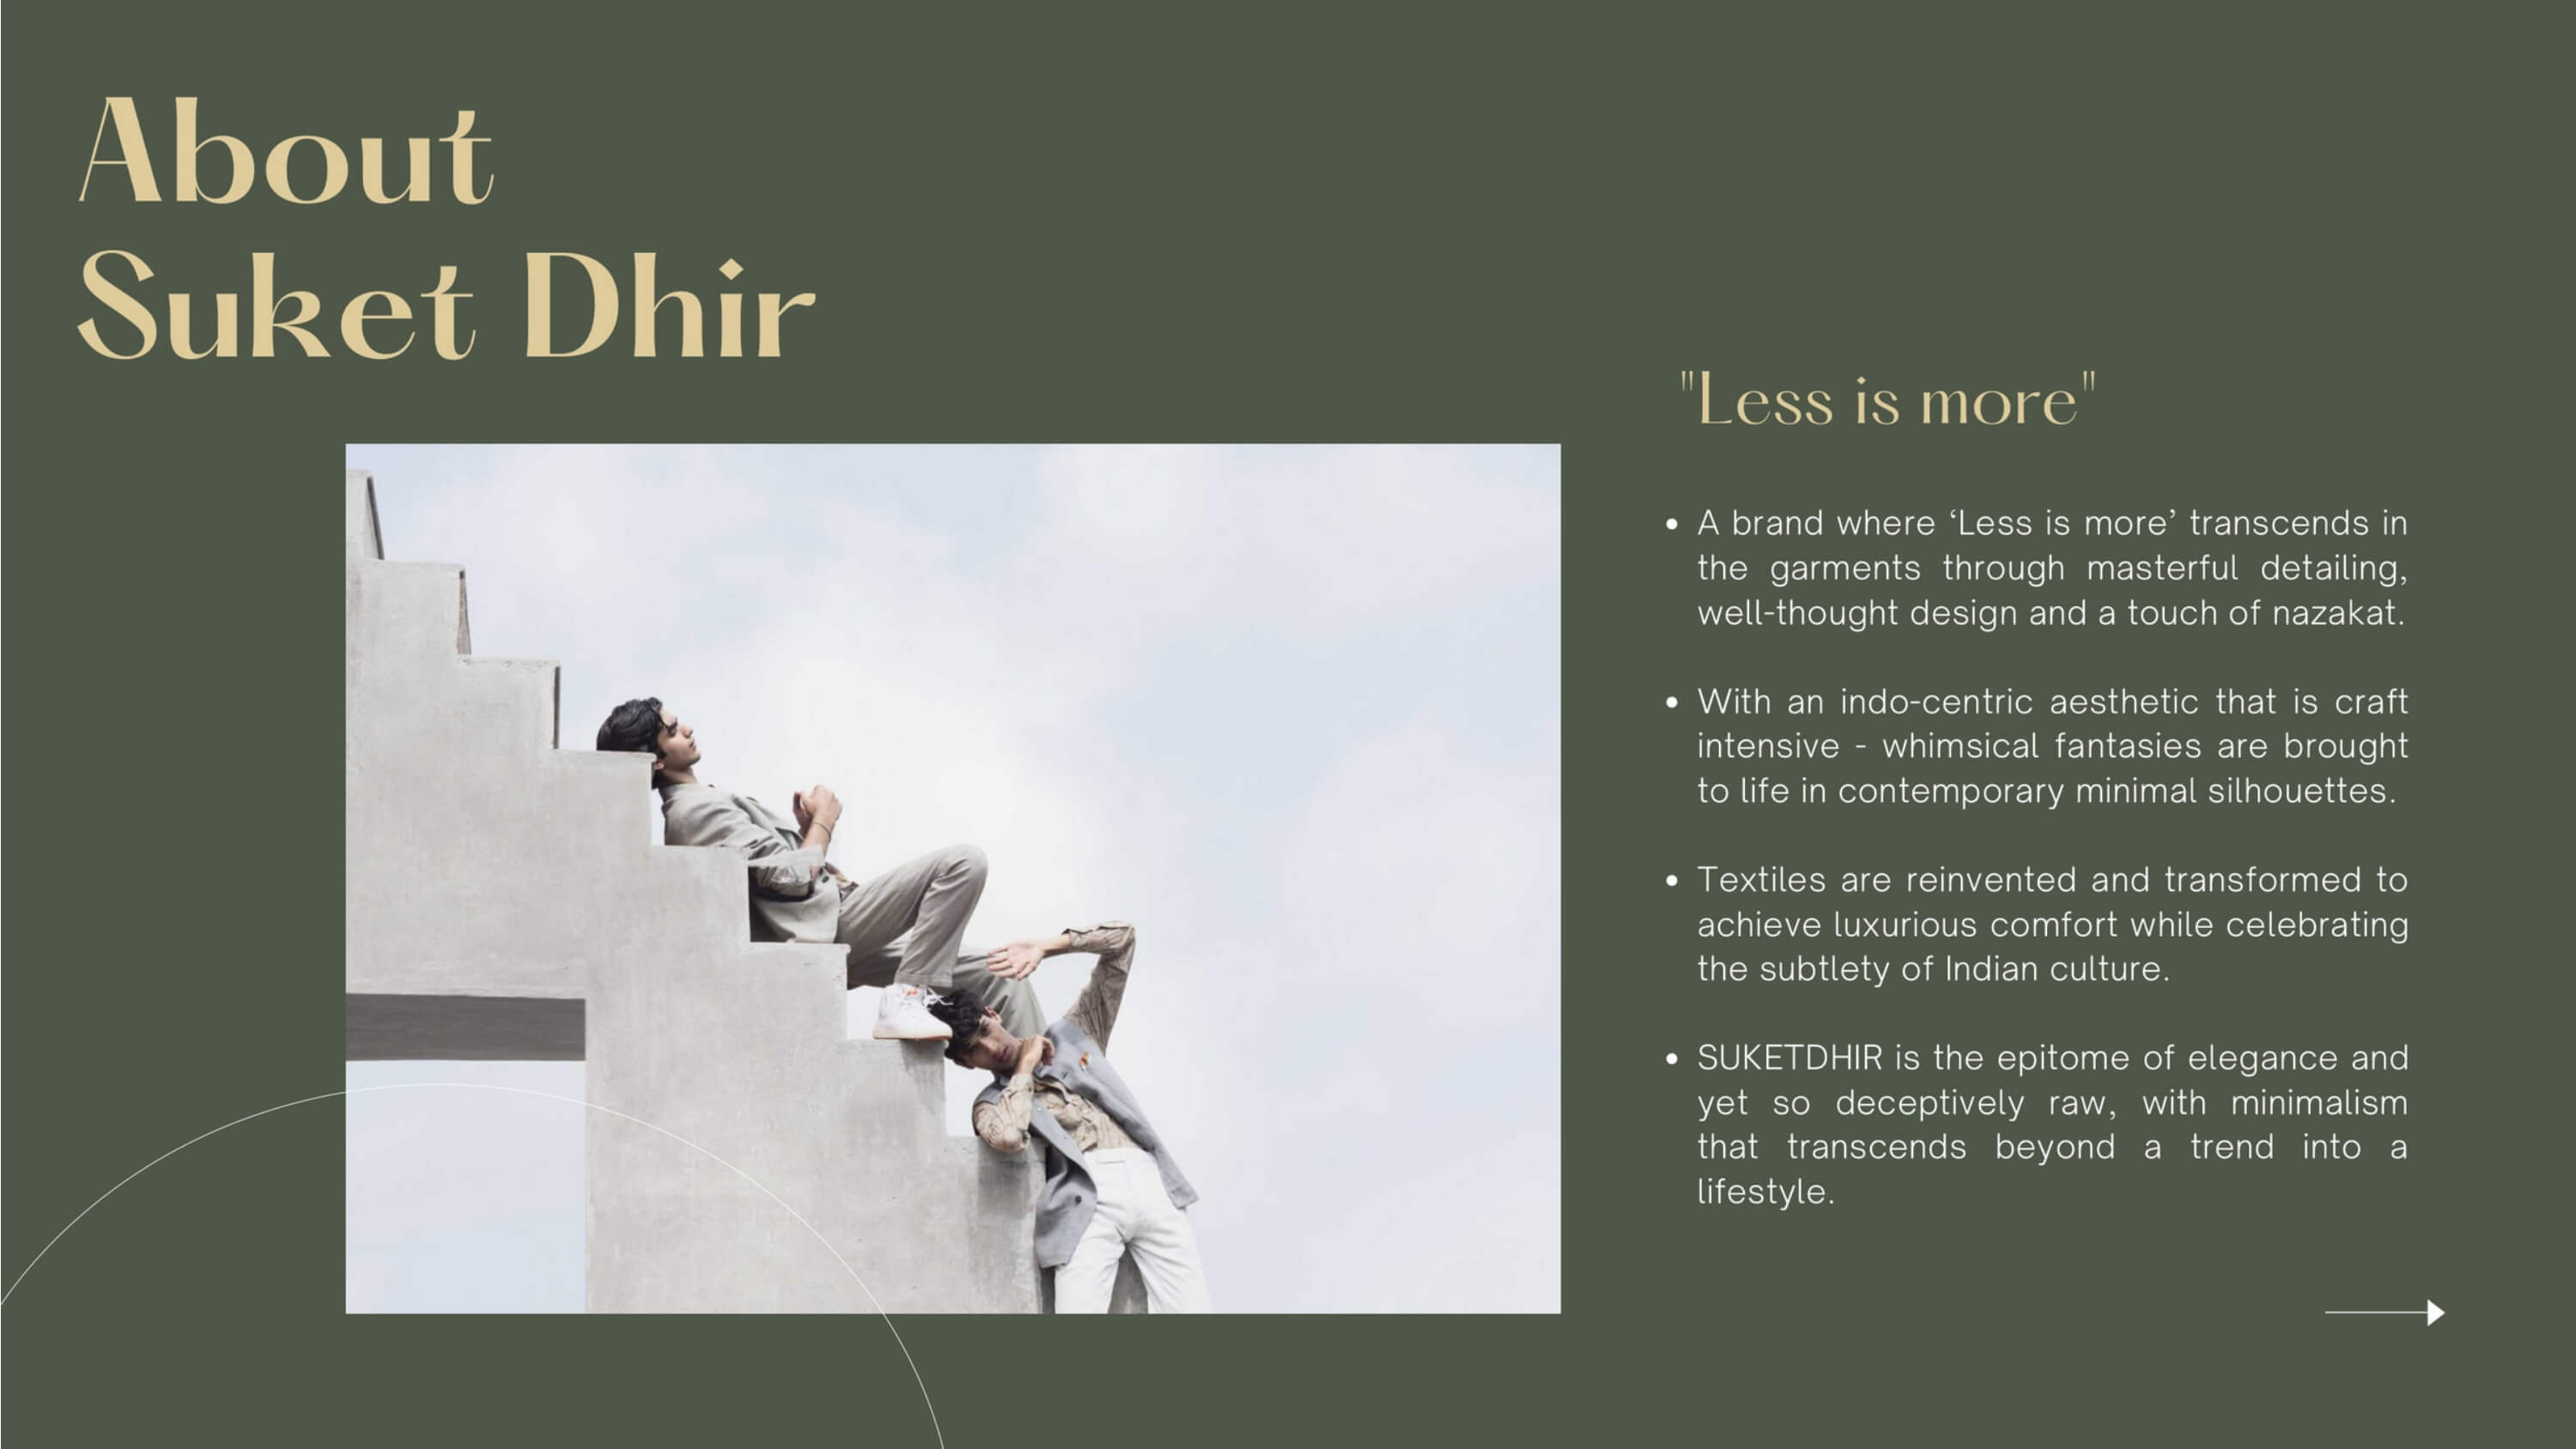 About
Suket Dhir
"Less is more"
• A brand where ‘Less is more’ transcends in
the garments through masterful detailing,
well-thought design and a touch of nazakat.
• With an indo-centric aesthetic that is craft
intensive - whimsical fantasies are brought
to life in contemporary minimal silhouettes.
• Textiles are reinvented and transformed to
achieve luxurious comfort while celebrating
the subtlety of Indian culture.
• SUKETDHIR is the epitome of elegance and
yet so deceptively raw, with minimalism
that transcends beyond a trend into a
lifestyle.